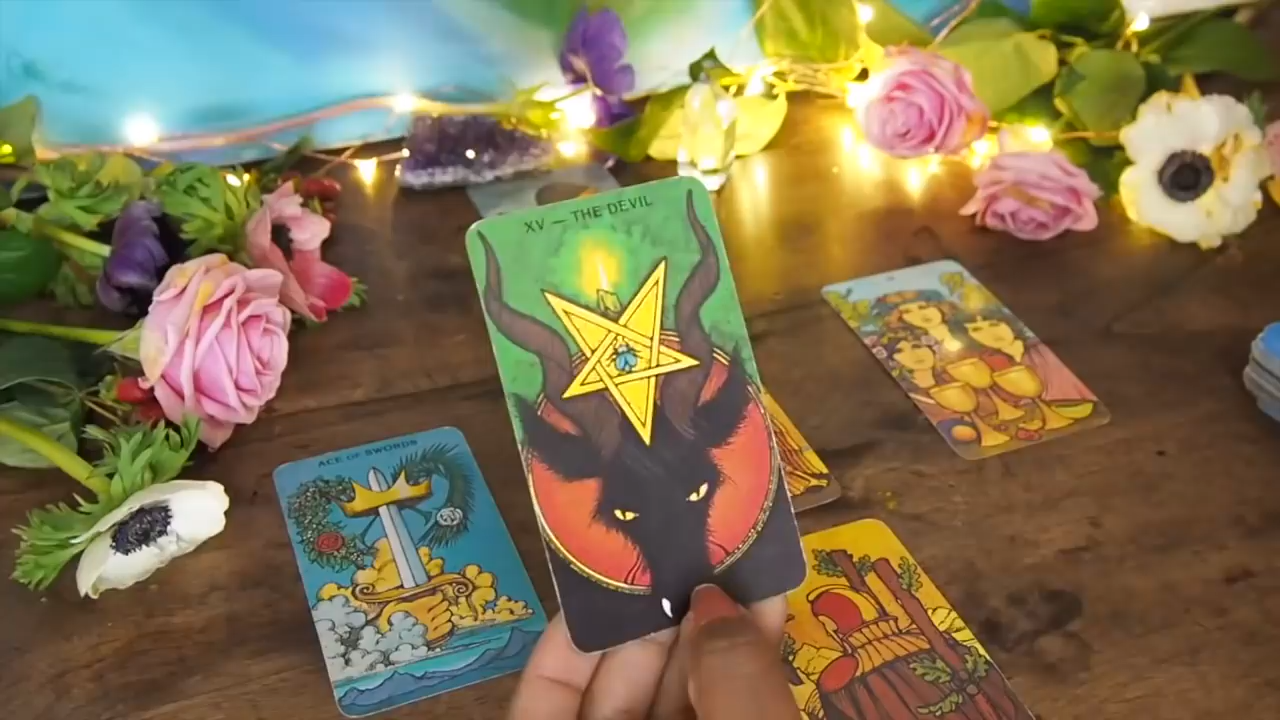 XV — THE DEVIL
ACE OF SWORDS